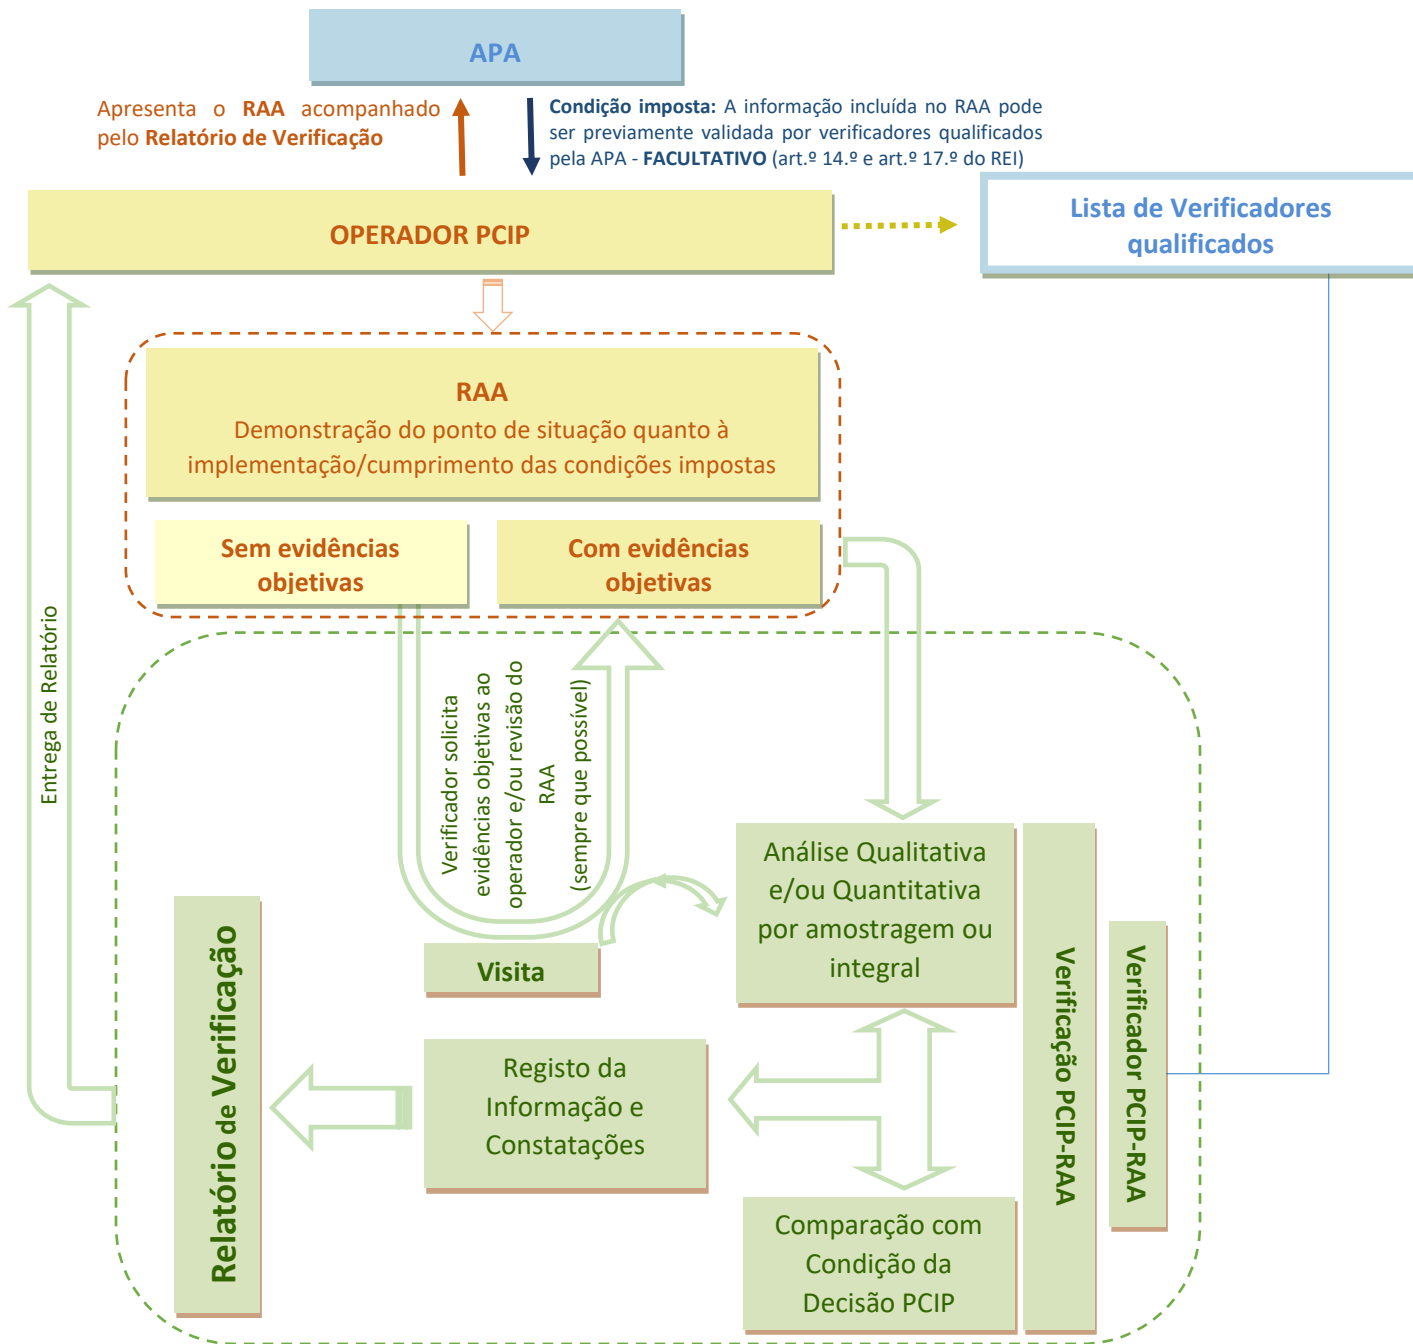 APA
Apresenta o RAA acompanhado
pelo Relatório de Verificação
Condição imposta: A informação incluída no RAA pode
ser previamente validada por verificadores qualificados
pela APA - FACULTATIVO (art.º 14.º e art.º 17.º do REI)
OPERADOR PCIP
Lista de Verificadores
qualificados
RAA
Demonstração do ponto de situação quanto à
implementação/cumprimento das condições impostas
Sem evidências
objetivas
Com evidências
objetivas
Entrega de Relatório
Verificador solicita
evidências objetivas ao
operador e/ou revisão do
RAA
(sempre que possível)
Análise Qualitativa
e/ou Quantitativa
por amostragem ou
integral
Visita
Verificação PCIP-RAA
Verificador PCIP-RAA
Relatório de Verificação
Registo da
Informação e
Constatações
Comparação com
Condição da
Decisão PCIP